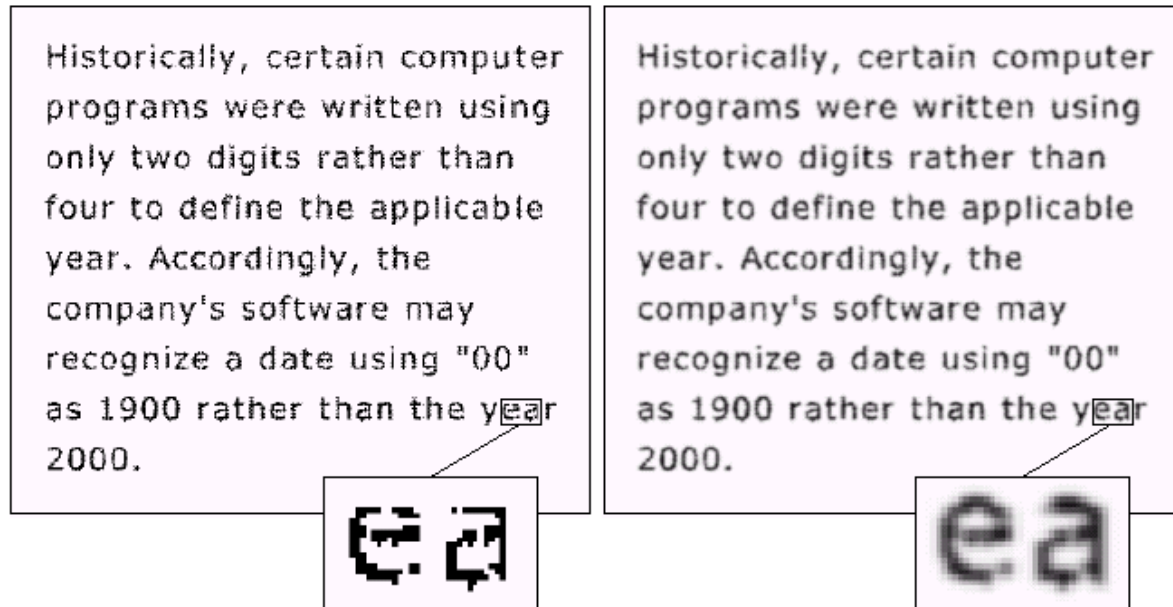 Historically, certain computer
programs were written using
only two digits rather than
four to define the applicable
year. Accordingly, the
company's software may
recognize a date using "00"
as 1900 rather than the year
2000.
ea
Historically, certain computer
programs were written using
only two digits rather than
four to define the applicable
year. Accordingly, the
company's software may
recognize a date using "00"
as 1900 rather than the year
2000.
ea